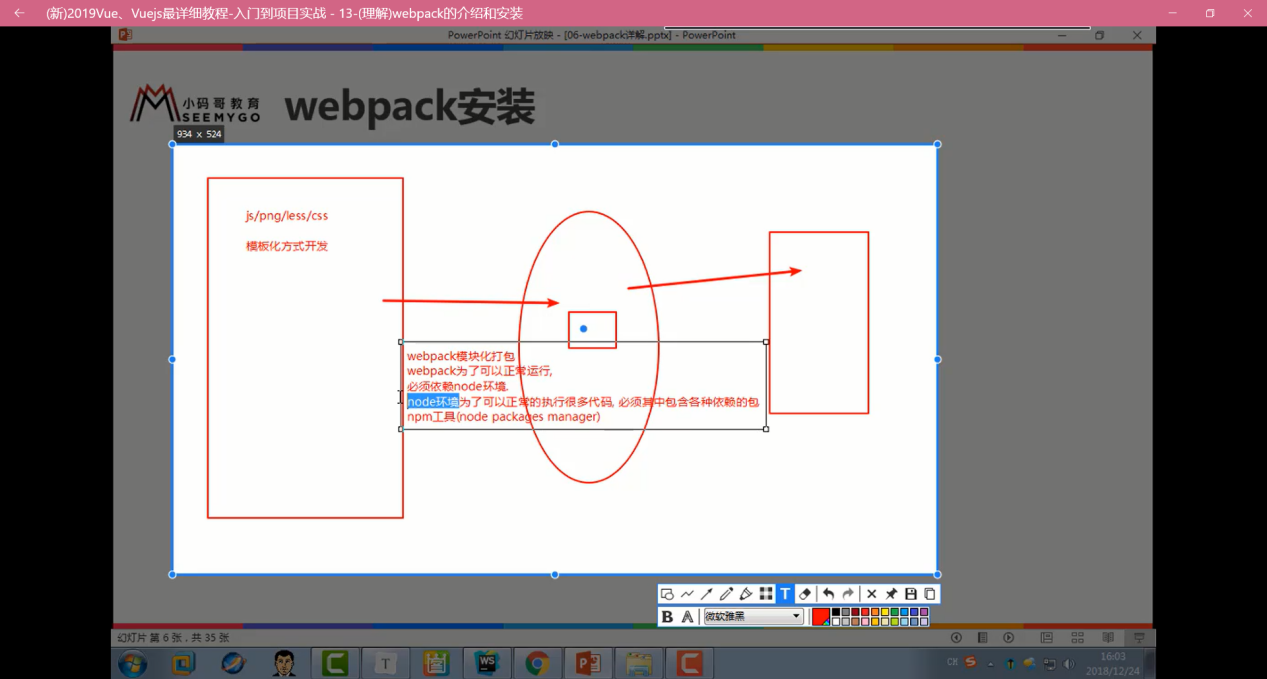 (新)2019Vue、Vuejs最详细教程-入门到项目实战 - 13-(理解)webpack的介绍和安装
PowerPoint 幻灯片放映 - [06-webpack详解.pptx] - PowerPoint
小码哥教育
SEEMYGO
webpack安装
934 x 524
js/png/less/css
模板化方式开发
webpack模块化打包
webpack为了可以正常运行,
必须依赖node环境.
node环境为了可以正常的执行很多代码, 必须其中包含各种依赖的包
npm工具(node packages manager)
T
B A 微软雅黑
幻灯片 第 6 张，共 35 张
T
WS
CH
16:03
2018/12/24